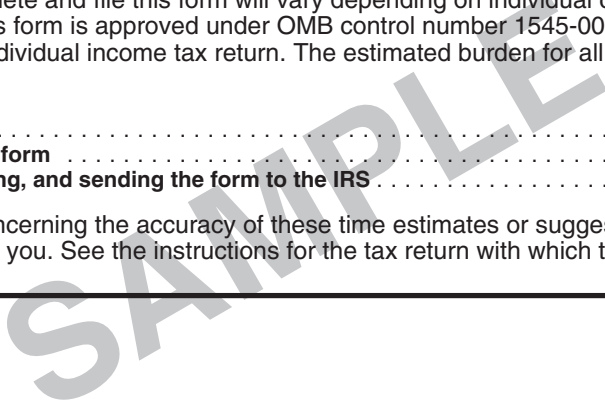 ete and file this form will vary depending on individual c
s form is approved under OMB control number 1545-00
dividual income tax return. The estimated burden for all
. . . . . . . . . . . . . . . . . . . . . . . . . . . . . . . . . . . . . . . .
form . . . . . . . . . . . . . . . . . . . . . . . . . . . . . . . . . . .
ng, and sending the form to the IRS . . . . . . . . . . . . . .
ncerning the accuracy of these time estimates or sugges
you. See the instructions for the tax return with which t
SAMPLE